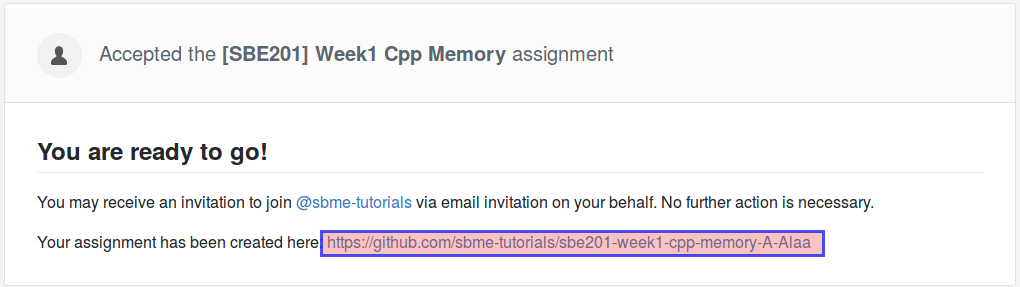 Accepted the [SBE201] Week1 Cpp Memory assignment
You are ready to go!
You may receive an invitation to join @sbme-tutorials via email invitation on your behalf. No further action is necessary.
Your assignment has been created here: https://github.com/sbme-tutorials/sbe201-week1-cpp-memory-A-Alaa